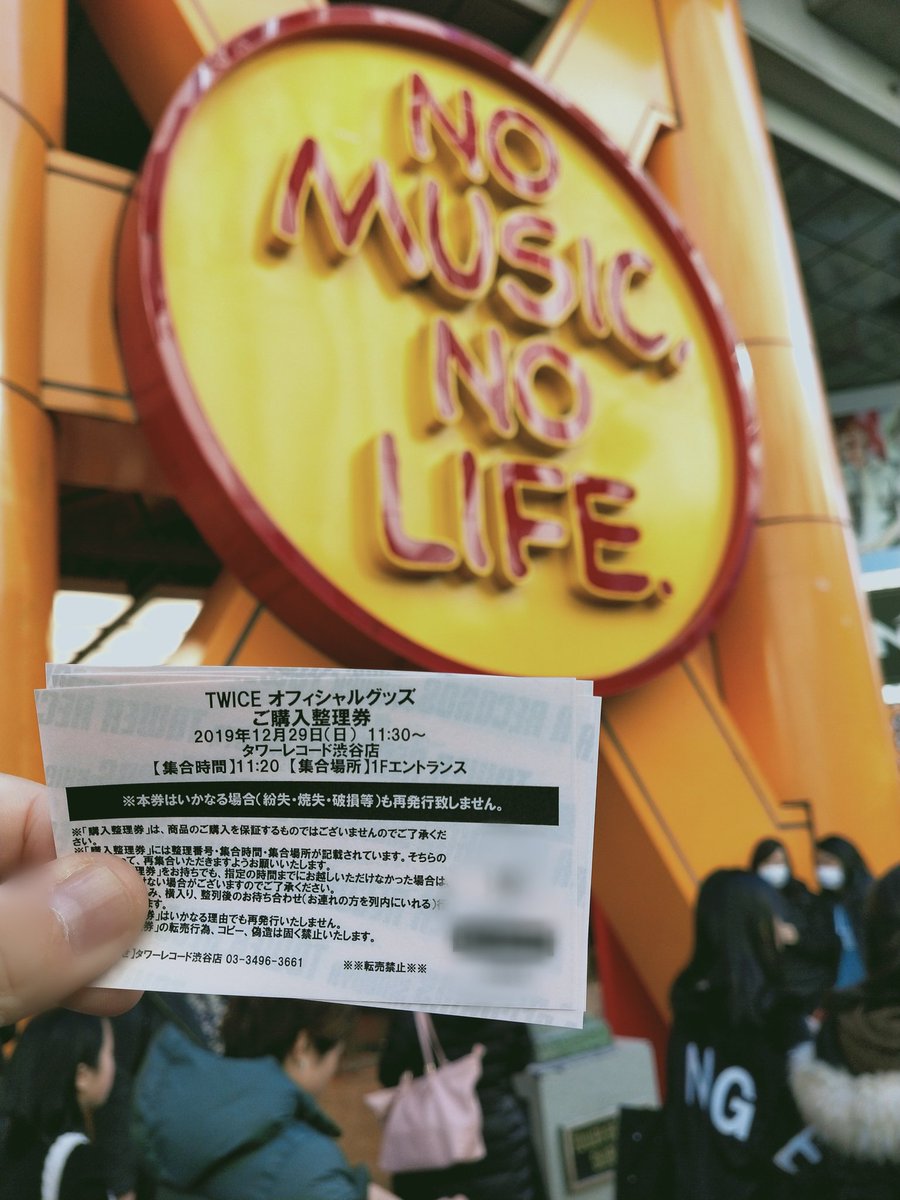 NO
MUSIC.
NO
LIFE.
TWICE オフィシャルグッズ
ご購入整理券
2019年12月29日(日) 11:30～
タワーレコード渋谷店
【集合時間】11:20 【集合場所】1Fエントランス
※本券はいかなる場合(紛失・焼失・破損等)も再発行致しません。
※「購入整理券」は、商品のご購入を保証するものではございませんのでご了承くだ
さい。
※「購入整理券」には整理番号・集合時間・集合場所が記載されています。そちらの
て、再集合いただきますようお願いいたします。
理券」をお持ちでも、指定の時間までにお越しいただけなかった場合は
ない場合がございますのでご了承ください。
み、横入り、整列後のお待ち合わせ(お連れの方を列内にいれる)
ます。
券」はいかなる理由でも再発行いたしません。
券」の転売行為、コピー、偽造は固く禁止いたします。
】タワーレコード渋谷店 03-3496-3661 ※※転売禁止※※
NG